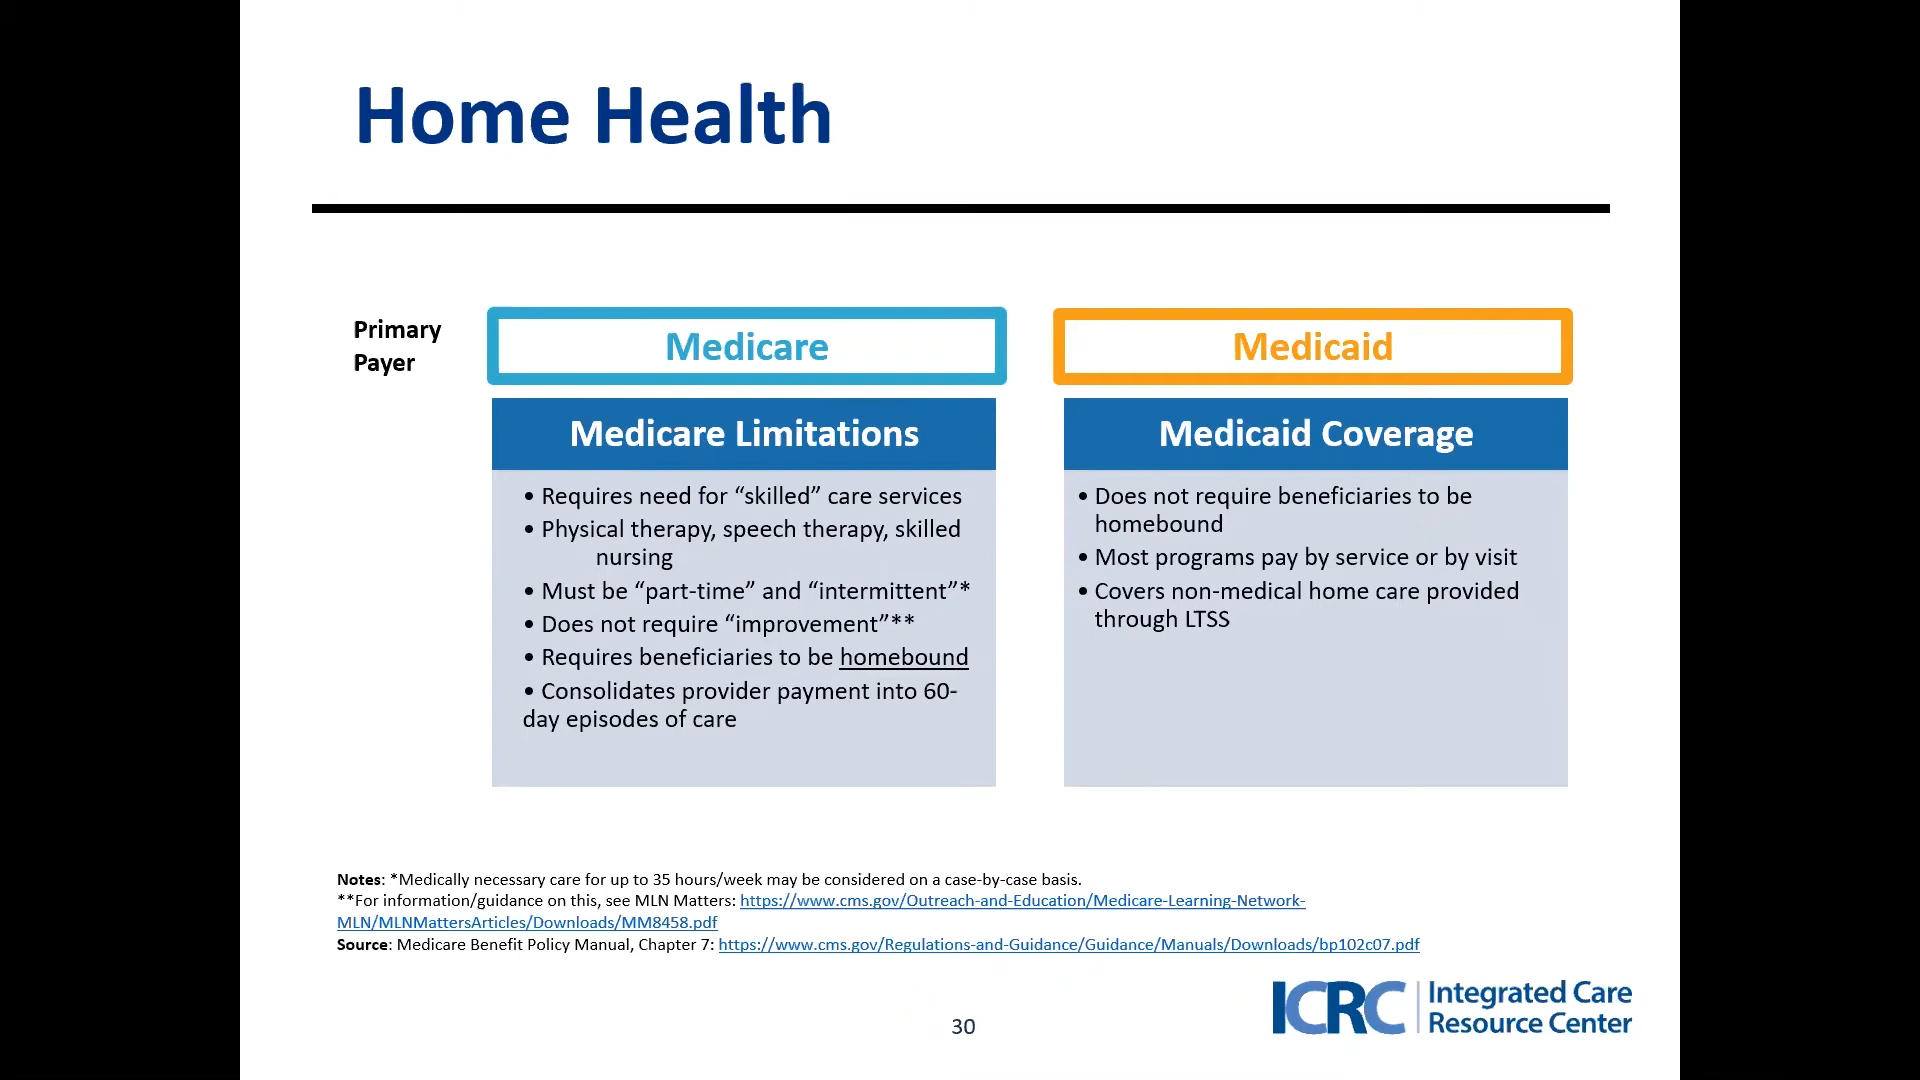 Home Health
Primary
Payer
Medicare
Medicare Limitations
• Requires need for “skilled” care services
• Physical therapy, speech therapy, skilled
nursing
• Must be “part-time” and “intermittent”*
• Does not require “improvement”**
• Requires beneficiaries to be homebound
• Consolidates provider payment into 60-
day episodes of care
Medicaid
Medicaid Coverage
• Does not require beneficiaries to be
homebound
• Most programs pay by service or by visit
• Covers non-medical home care provided
through LTSS
Notes: *Medically necessary care for up to 35 hours/week may be considered on a case-by-case basis.
**For information/guidance on this, see MLN Matters: https://www.cms.gov/Outreach-and-Education/Medicare-Learning-Network-
MLN/MLNMattersArticles/Downloads/MM8458.pdf
Source: Medicare Benefit Policy Manual, Chapter 7: https://www.cms.gov/Regulations-and-Guidance/Guidance/Manuals/Downloads/bp102c07.pdf
30
ICRC
Integrated Care
Resource Center